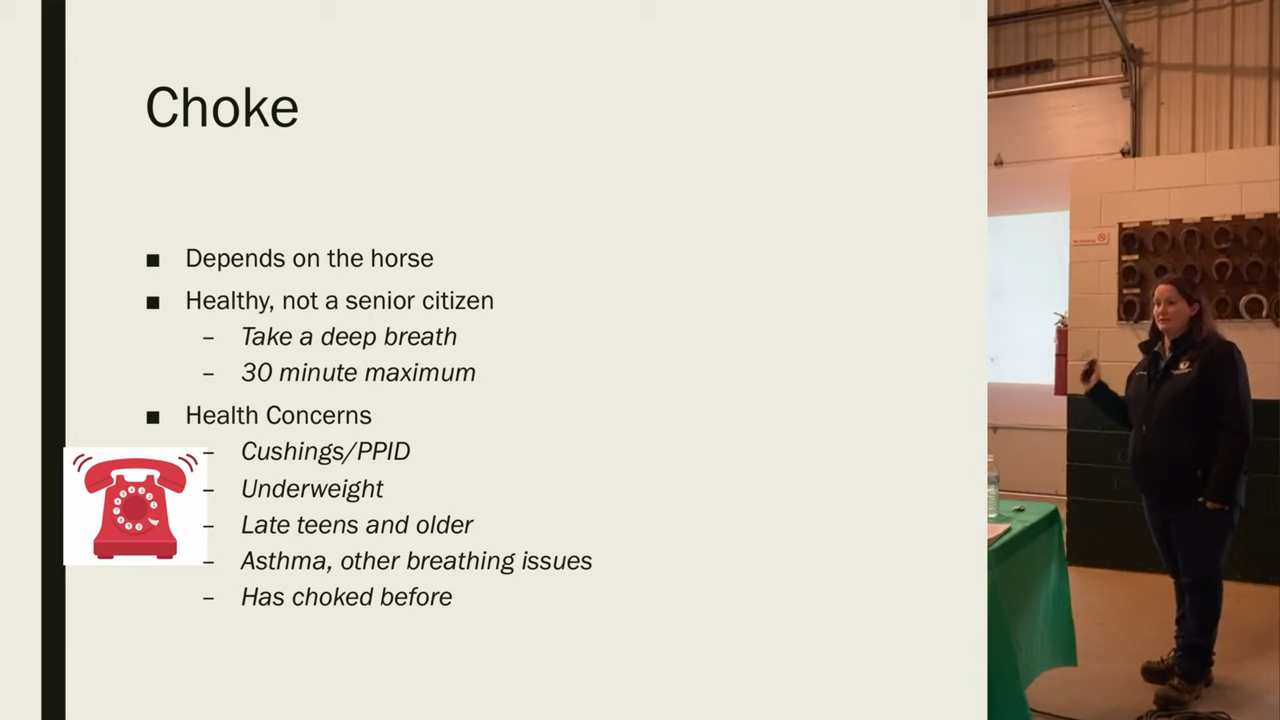 Choke
■ Depends on the horse
■ Healthy, not a senior citizen
– Take a deep breath
– 30 minute maximum
■ Health Concerns
– Cushings/PPID
– Underweight
– Late teens and older
– Asthma, other breathing issues
– Has choked before